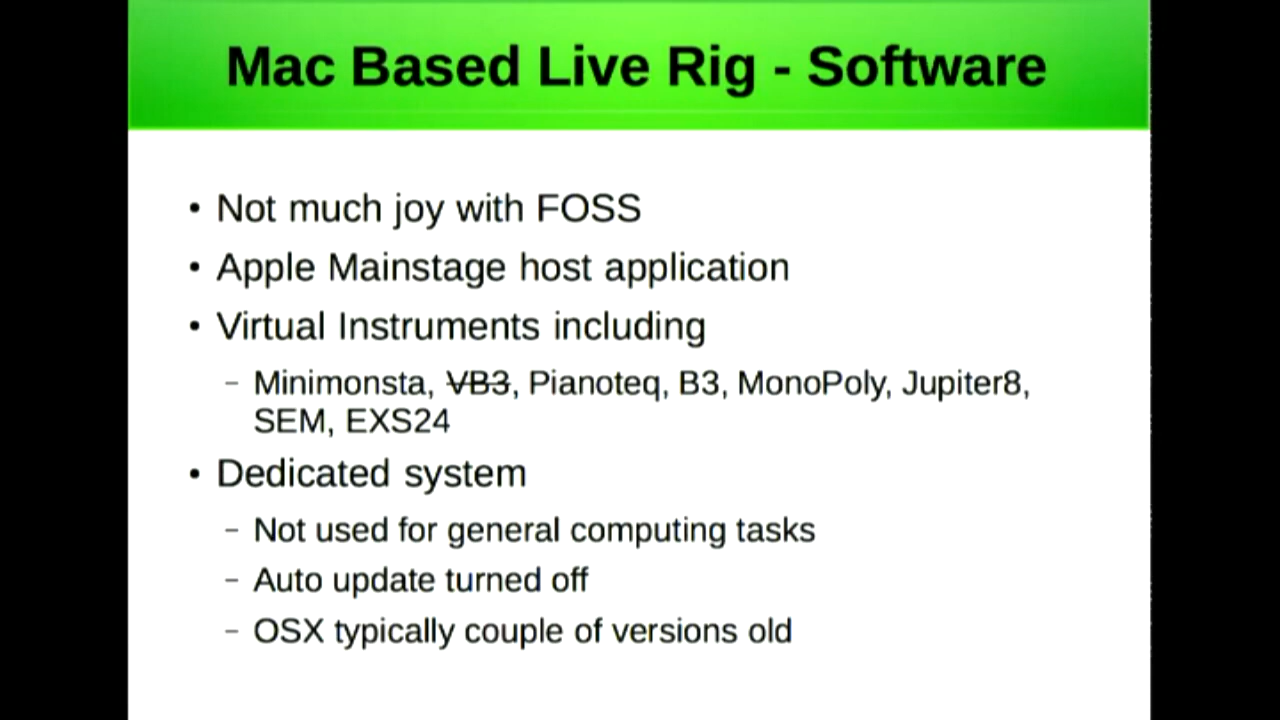 Mac Based Live Rig - Software
• Not much joy with FOSS
• Apple Mainstage host application
• Virtual Instruments including
– Minimonsta, VB3, Pianoteq, B3, MonoPoly, Jupiter8,
SEM, EXS24
• Dedicated system
– Not used for general computing tasks
– Auto update turned off
– OSX typically couple of versions old